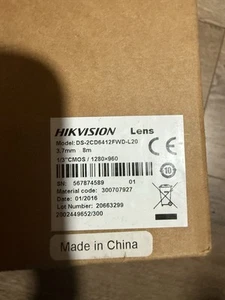 HIKVISION Lens
Model: DS-2CD6412FWD-L20
3.7mm 8m
1/3"CMOS / 1280×960
SN: 567874589 01
Material code: 300707927
Date: 01/2016
Lot Number: 20663299
2802449652/300
Made in China